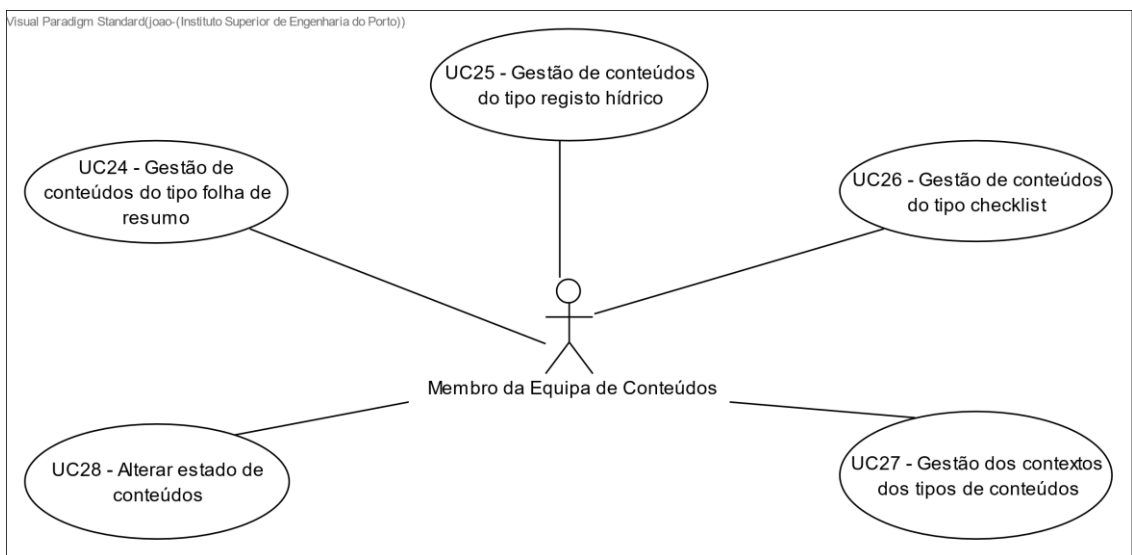 Visual Paradigm Standard(joao-(Instituto Superior de Engenharia do Porto))
UC25 - Gestão de conteúdos
do tipo registo hídrico
UC24 - Gestão de
conteúdos do tipo folha de
resumo
UC26 - Gestão de conteúdos
do tipo checklist
Membro da Equipa de Conteúdos
UC28 - Alterar estado de
conteúdos
UC27 - Gestão dos contextos
dos tipos de conteúdos